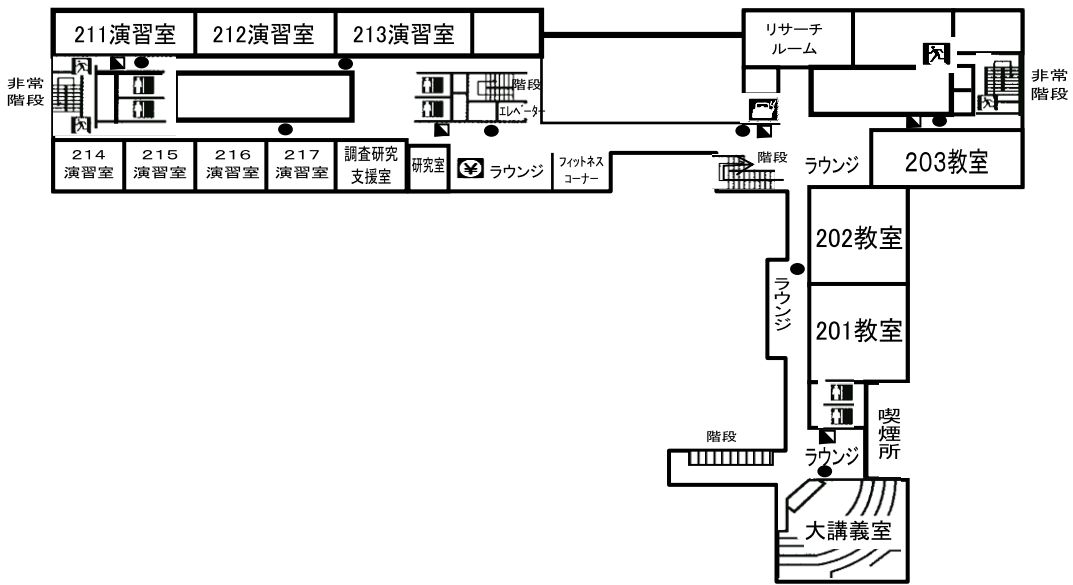 211演習室
212演習室
213演習室
リサーチ
ルーム
非常
階段
階段
エレベーター
非常
階段
214
演習室
215
演習室
216
演習室
217
演習室
調査研究
支援室
研究室
¥
ラウンジ
フィットネス
コーナー
階段
ラウンジ
203教室
202教室
ラウンジ
201教室
喫煙所
階段
ラウンジ
大講義室